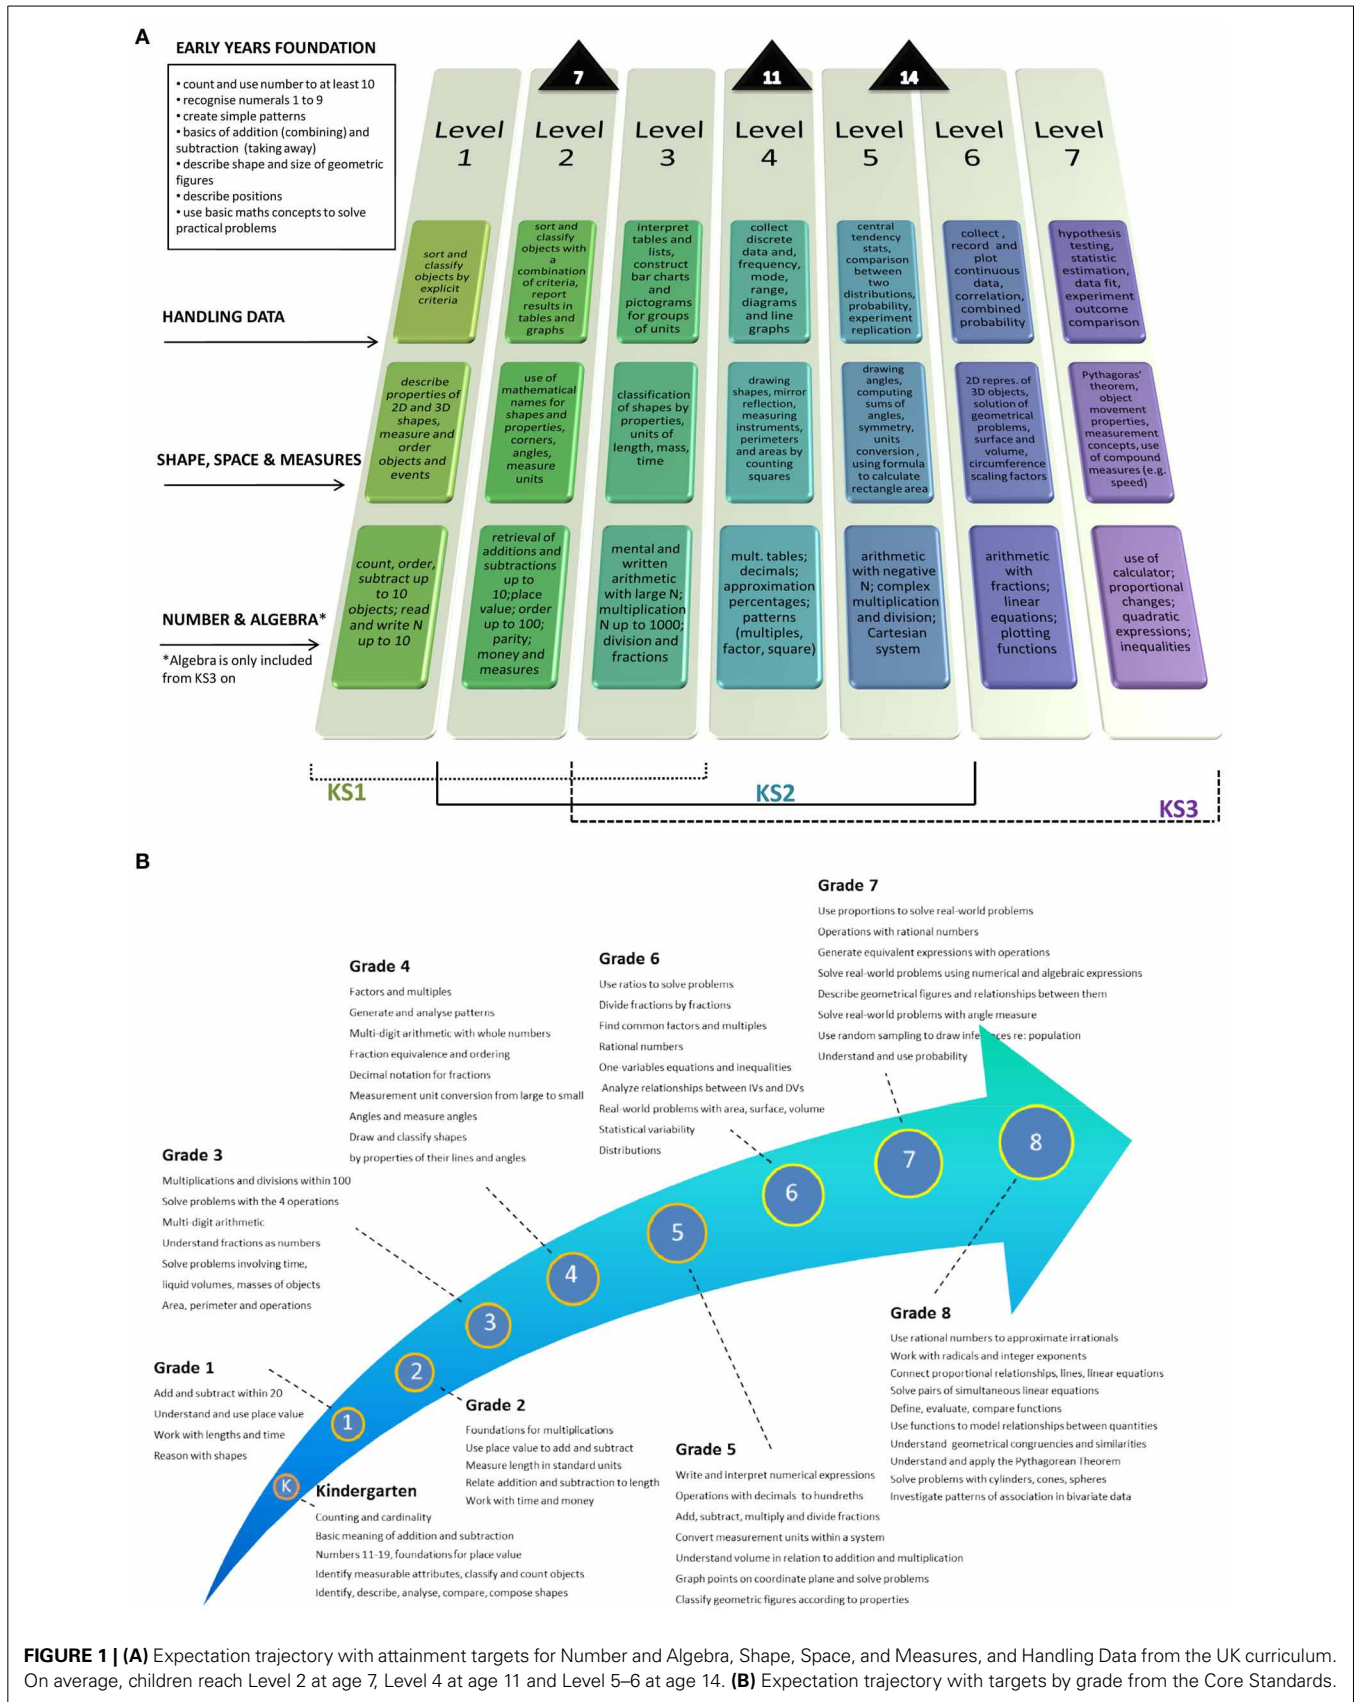 A
EARLY YEARS FOUNDATION
• count and use number to at least 10
• recognise numerals 1 to 9
• create simple patterns
• basics of addition (combining) and
subtraction (taking away)
• describe shape and size of geometric
figures
• describe positions
• use basic maths concepts to solve
practical problems
7
11
14
Level
1
Level
2
Level
3
Level
4
Level
5
Level
6
Level
7
HANDLING DATA
sort and
classify
objects by
explicit
criteria
sort and
classify
objects with
a
combination
of criteria,
report
results in
tables and
graphs
interpret
tables and
lists,
construct
bar charts
and
pictograms
for groups
of units
collect
discrete
data and,
frequency,
mode,
range,
diagrams
and line
graphs
central
tendency
stats,
comparison
between
two
distributions,
probability,
experiment
replication
collect ,
record and
plot
continuous
data,
correlation,
combined
probability
hypothesis
testing,
statistic
estimation,
data fit,
experiment
outcome
comparison
SHAPE, SPACE & MEASURES
describe
properties of
2D and 3D
shapes,
measure and
order
objects and
events
use of
mathematical
names for
shapes and
properties,
corners,
angles,
measure
units
classification
of shapes by
properties,
units of
length, mass,
time
drawing
shapes, mirror
reflection,
measuring
instruments,
perimeters
and areas by
counting
squares
drawing
angles,
computing
sums of
angles,
symmetry,
units
conversion ,
using formula
to calculate
rectangle area
2D repres. of
3D objects,
solution of
geometrical
problems,
surface and
volume,
circumference
scaling factors
Pythagoras’
theorem,
object
movement
properties,
measurement
concepts, use
of compound
measures (e.g.
speed)
NUMBER & ALGEBRA*
*Algebra is only included
from KS3 on
count, order,
subtract up
to 10
objects; read
and write N
up to 10
retrieval of
additions and
subtractions
up to
10;place
value; order
up to 100;
parity;
money and
measures
mental and
written
arithmetic
with large N;
multiplication
N up to 1000;
division and
fractions
mult. tables;
decimals;
approximation
percentages;
patterns
(multiples,
factor, square)
arithmetic
with negative
N; complex
multiplication
and division;
Cartesian
system
arithmetic
with
fractions;
linear
equations;
plotting
functions
use of
calculator;
proportional
changes;
quadratic
expressions;
inequalities
KS1
KS2
KS3
B
Grade 7
Use proportions to solve real-world problems
Operations with rational numbers
Generate equivalent expressions with operations
Solve real-world problems using numerical and algebraic expressions
Describe geometrical figures and relationships between them
Solve real-world problems with angle measure
Use random sampling to draw inferences re: population
Understand and use probability
Grade 6
Use ratios to solve problems
Divide fractions by fractions
Find common factors and multiples
Rational numbers
One-variables equations and inequalities
Analyze relationships between IVs and DVs
Real-world problems with area, surface, volume
Statistical variability
Distributions
Grade 4
Factors and multiples
Generate and analyse patterns
Multi-digit arithmetic with whole numbers
Fraction equivalence and ordering
Decimal notation for fractions
Measurement unit conversion from large to small
Angles and measure angles
Draw and classify shapes
by properties of their lines and angles
Grade 3
Multiplications and divisions within 100
Solve problems with the 4 operations
Multi-digit arithmetic
Understand fractions as numbers
Solve problems involving time,
liquid volumes, masses of objects
Area, perimeter and operations
Grade 1
Add and subtract within 20
Understand and use place value
Work with lengths and time
Reason with shapes
K
1
2
3
4
5
6
7
8
Kindergarten
Counting and cardinality
Basic meaning of addition and subtraction
Numbers 11-19, foundations for place value
Identify measurable attributes, classify and count objects
Identify, describe, analyse, compare, compose shapes
Grade 2
Foundations for multiplications
Use place value to add and subtract
Measure length in standard units
Relate addition and subtraction to length
Work with time and money
Grade 5
Write and interpret numerical expressions
Operations with decimals to hundreths
Add, subtract, multiply and divide fractions
Convert measurement units within a system
Understand volume in relation to addition and multiplication
Graph points on coordinate plane and solve problems
Classify geometric figures according to properties
Grade 8
Use rational numbers to approximate irrationals
Work with radicals and integer exponents
Connect proportional relationships, lines, linear equations
Solve pairs of simultaneous linear equations
Define, evaluate, compare functions
Use functions to model relationships between quantities
Understand geometrical congruencies and similarities
Understand and apply the Pythagorean Theorem
Solve problems with cylinders, cones, spheres
Investigate patterns of association in bivariate data
FIGURE 1 | (A) Expectation trajectory with attainment targets for Number and Algebra, Shape, Space, and Measures, and Handling Data from the UK curriculum.
On average, children reach Level 2 at age 7, Level 4 at age 11 and Level 5–6 at age 14. (B) Expectation trajectory with targets by grade from the Core Standards.